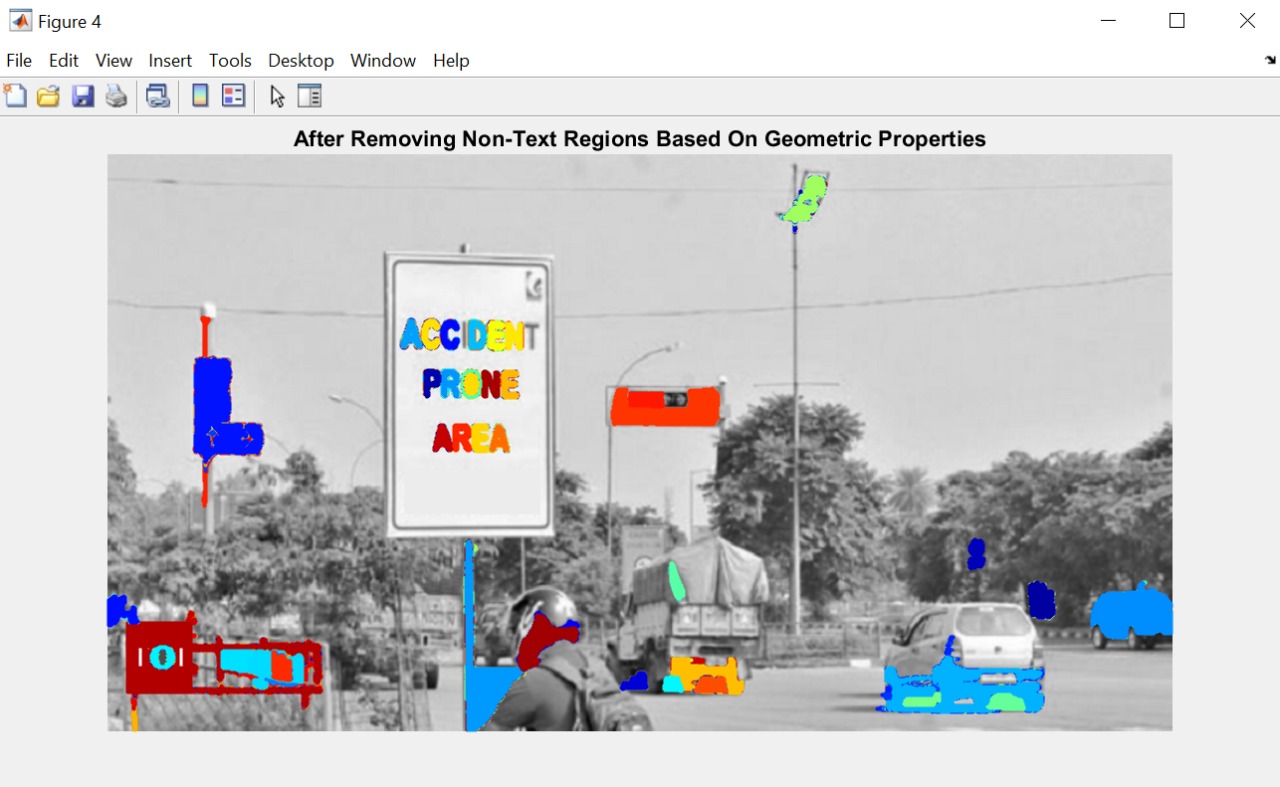 Figure 4
File Edit View Insert Tools Desktop Window Help
After Removing Non-Text Regions Based On Geometric Properties
ACCIDENT
PRONE
AREA